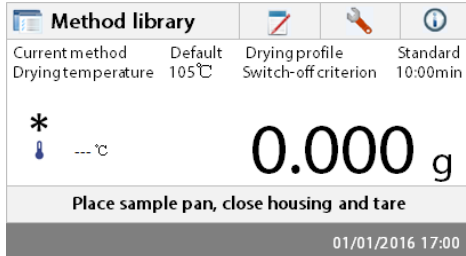 Method library
Current method Default Drying profile Standard
Drying temperature 105℃ Switch-off criterion 10:00min
*
--- ℃
0.000 g
Place sample pan, close housing and tare
01/01/2016 17:00